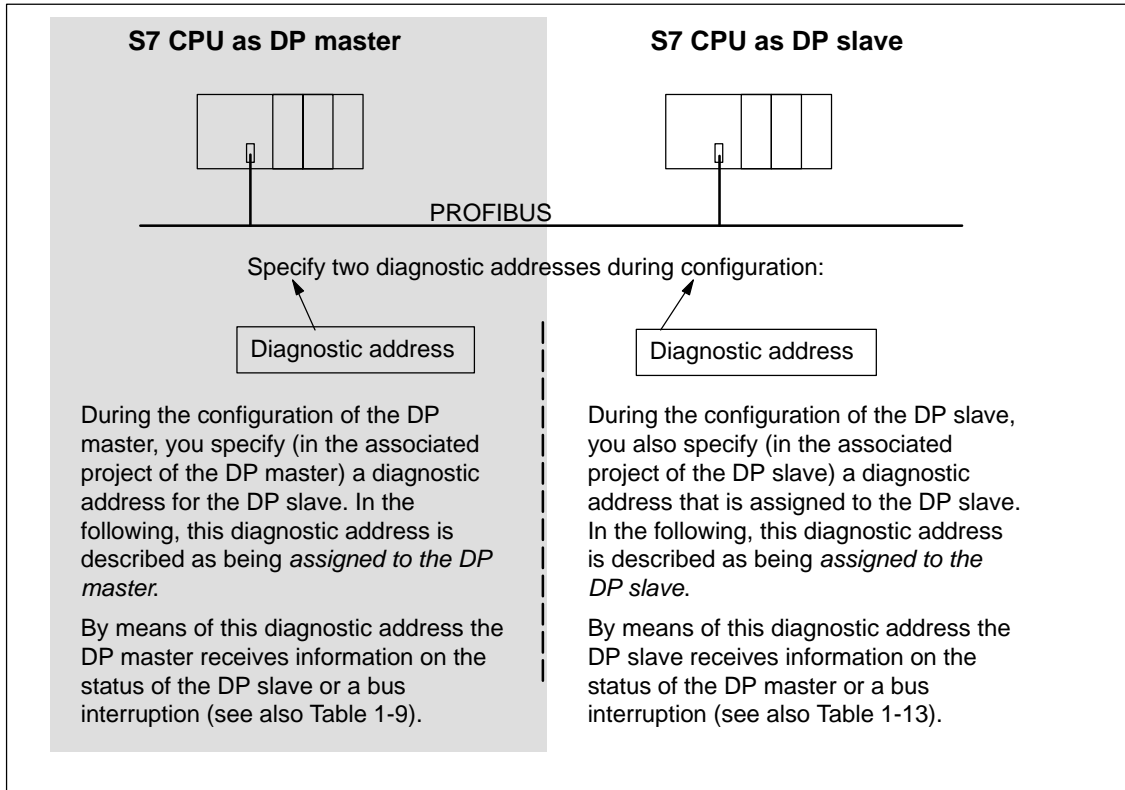 S7 CPU as DP master
S7 CPU as DP slave
PROFIBUS
Specify two diagnostic addresses during configuration:
Diagnostic address
Diagnostic address
During the configuration of the DP
master, you specify (in the associated
project of the DP master) a diagnostic
address for the DP slave. In the
following, this diagnostic address is
described as being assigned to the DP
master.
By means of this diagnostic address the
DP master receives information on the
status of the DP slave or a bus
interruption (see also Table 1-9).
During the configuration of the DP slave,
you also specify (in the associated
project of the DP slave) a diagnostic
address that is assigned to the DP slave.
In the following, this diagnostic address
is described as being assigned to the
DP slave.
By means of this diagnostic address the
DP slave receives information on the
status of the DP master or a bus
interruption (see also Table 1-13).